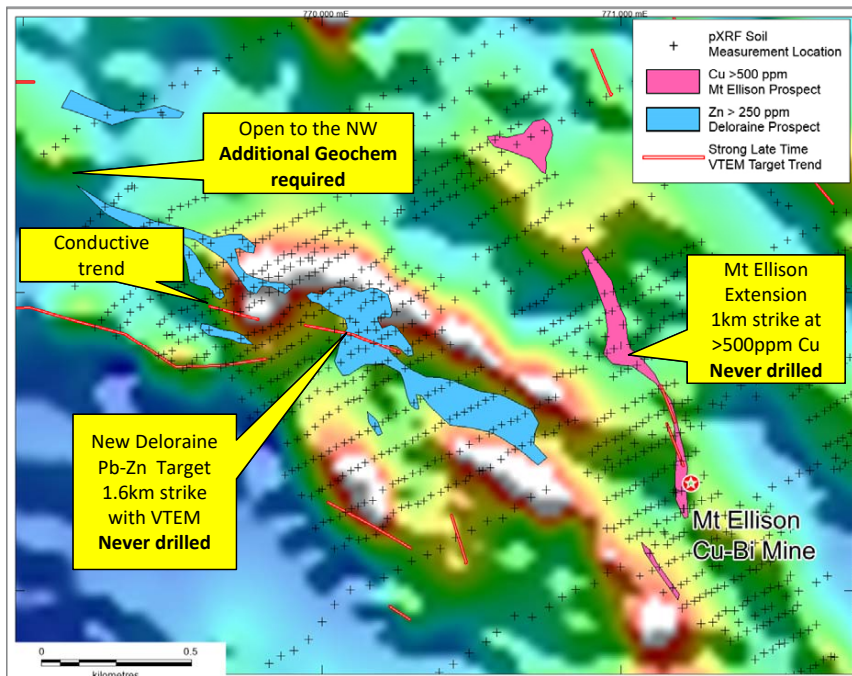 770 000 mE
771 000 mE
pXRF Soil
Measurement Location
Cu >500 ppm
Mt Ellison Prospect
Zn > 250 ppm
Deloraine Prospect
Strong Late Time
VTEM Target Trend
Open to the NW
Additional Geochem
required
Conductive
trend
Mt Ellison
Extension
1km strike at
>500ppm Cu
Never drilled
New Deloraine
Pb-Zn Target
1.6km strike
with VTEM
Never drilled
Mt Ellison
Cu-Bi Mine
0
0.5
kilometres